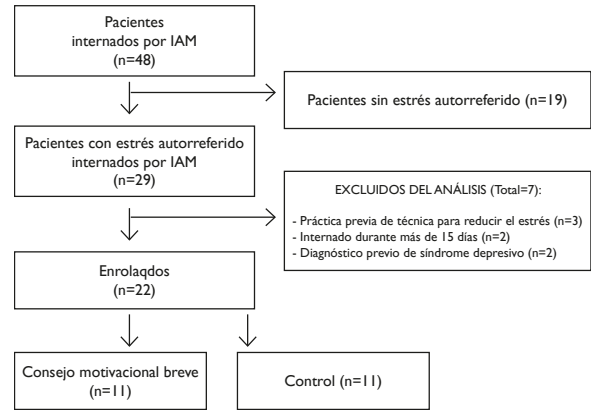 Pacientes
internados por IAM
(n=48)
Pacientes sin estrés autorreferido (n=19)
Pacientes con estrés autorreferido
internados por IAM
(n=29)
EXCLUIDOS DEL ANÁLISIS (Total=7):
- Práctica previa de técnica para reducir el estrés (n=3)
- Internado durante más de 15 días (n=2)
- Diagnóstico previo de síndrome depresivo (n=2)
Enrolaqdos
(n=22)
Consejo motivacional breve
(n=11)
Control (n=11)